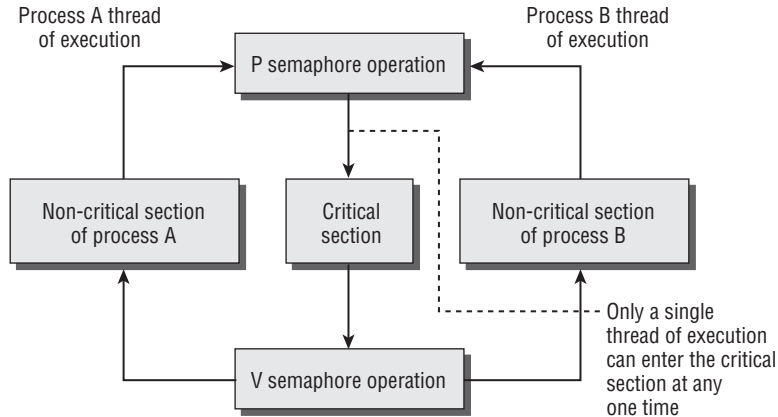 Process A thread
of execution
Process B thread
of execution
P semaphore operation
Non-critical section
of process A
Critical
section
Non-critical section
of process B
Only a single
thread of execution
can enter the critical
section at any
one time
V semaphore operation